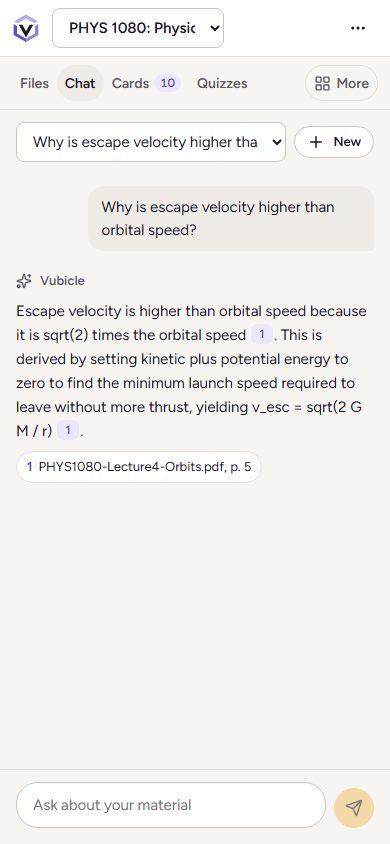 PHYS 1080: Physic
Files Chat Cards 10 Quizzes More
Why is escape velocity higher tha New
Why is escape velocity higher than
orbital speed?
Vubicle
Escape velocity is higher than orbital speed because
it is sqrt(2) times the orbital speed 1 . This is
derived by setting kinetic plus potential energy to
zero to find the minimum launch speed required to
leave without more thrust, yielding v_esc = sqrt(2 G
M / r) 1 .
1 PHYS1080-Lecture4-Orbits.pdf, p. 5
Ask about your material